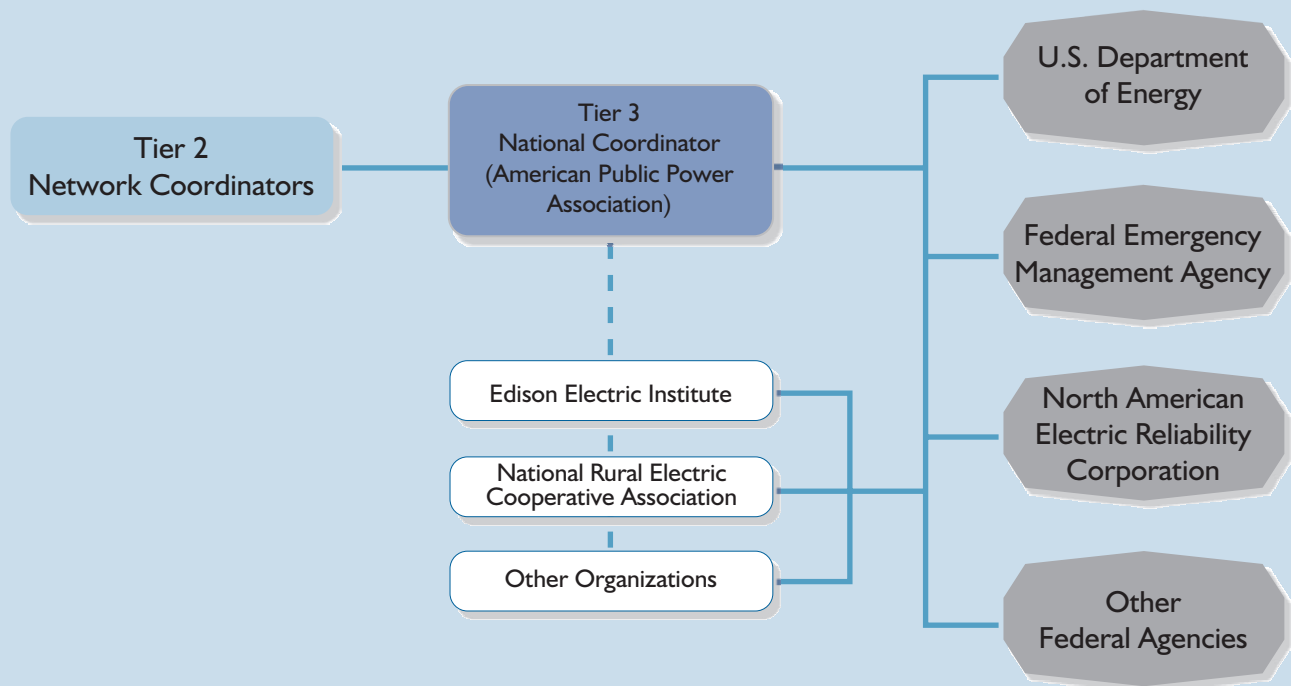 Tier 2
Network Coordinators
Tier 3
National Coordinator
(American Public Power
Association)
Edison Electric Institute
National Rural Electric
Cooperative Association
Other Organizations
U.S. Department
of Energy
Federal Emergency
Management Agency
North American
Electric Reliability
Corporation
Other
Federal Agencies